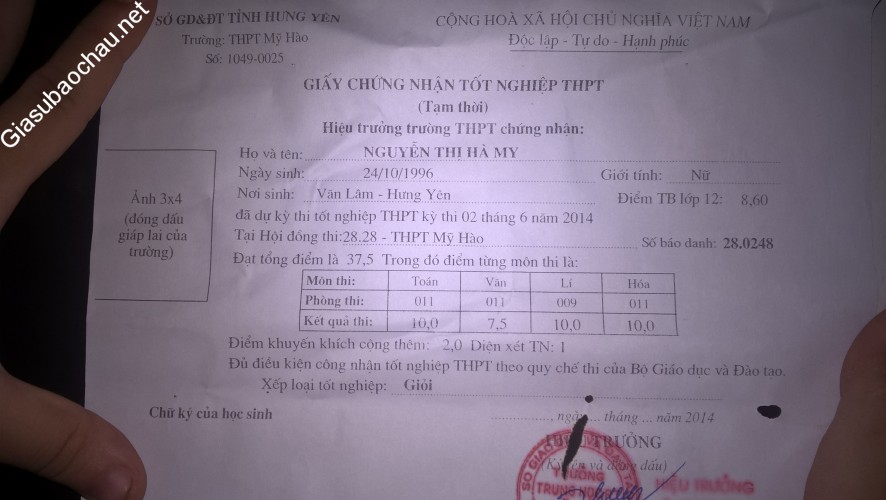 Giasubaochau.net
SỞ GD&ĐT TỈNH HƯNG YÊN
CỘNG HOÀ XÃ HỘI CHỦ NGHĨA VIỆT NAM
Trường: THPT Mỹ Hào
Độc lập - Tự do - Hạnh phúc
Số: 1049-0025
GIẤY CHỨNG NHẬN TỐT NGHIỆP THPT
(Tạm thời)
Hiệu trưởng trường THPT chứng nhận:
Họ và tên: NGUYỄN THỊ HÀ MY
Ngày sinh: 24/10/1996 Giới tính: Nữ
Nơi sinh: Văn Lâm - Hưng Yên Điểm TB lớp 12: 8,60
đã dự kỳ thi tốt nghiệp THPT kỳ thi 02 tháng 6 năm 2014
Tại Hội đồng thi:28.28 - THPT Mỹ Hào Số báo danh: 28.0248
Đạt tổng điểm là 37,5 Trong đó điểm từng môn thi là:
Môn thi: Toán Văn Lí Hóa
Phòng thi: 011 011 009 011
Kết quả thi: 10,0 7,5 10,0 10,0
Điểm khuyến khích cộng thêm: 2,0 Diện xét TN: 1
Đủ điều kiện công nhận tốt nghiệp THPT theo quy chế thi của Bộ Giáo dục và Đào tạo.
Xếp loại tốt nghiệp: Giỏi
Ảnh 3x4
(đóng dấu
giáp lai của
trường)
Chữ ký của học sinh
............., ngày ... tháng ... năm 2014
TRƯỞNG
và đóng dấu)
TRƯỜNG
HIỆU TRƯỞNG